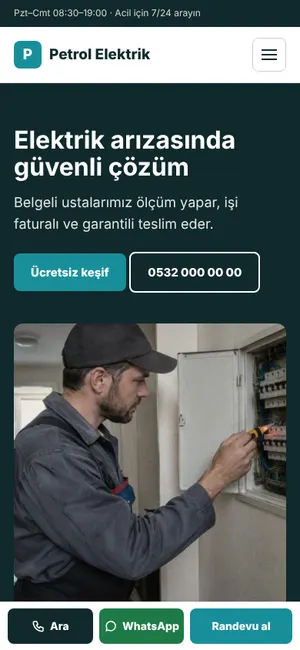 Pzt–Cmt 08:30–19:00 · Acil için 7/24 arayın
P Petrol Elektrik
Elektrik arızasında
güvenli çözüm
Belgeli ustalarımız ölçüm yapar, işi
faturalı ve garantili teslim eder.
Ücretsiz keşif 0532 000 00 00
Ara WhatsApp Randevu al